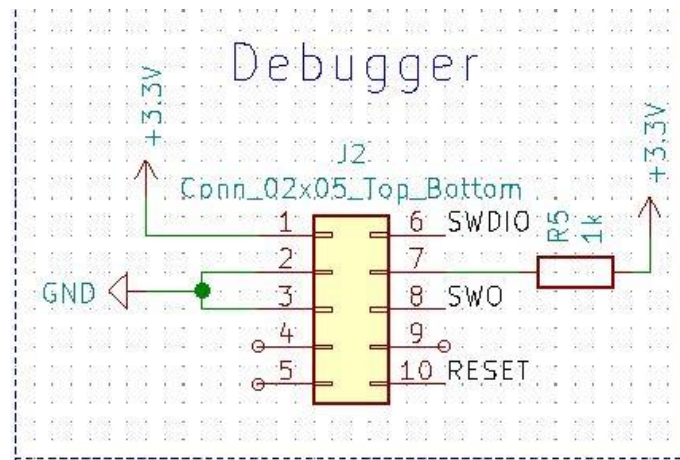 Debugger
+3.3V
+3.3V
J2
Conn_02x05_Top_Bottom
1 6 SWDIO
R5
1k
2 7
GND
3 8 SWO
4 9
5 10 RESET